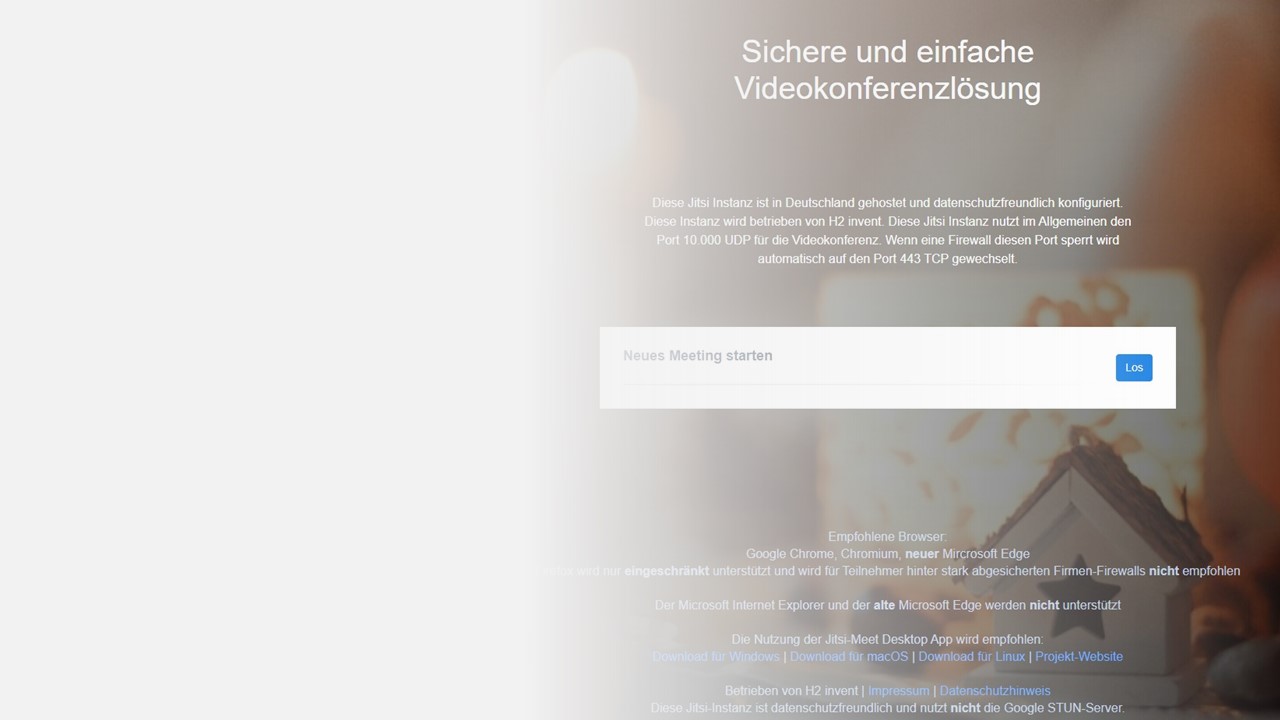 Sichere und einfache
Videokonferenzlösung
Diese Jitsi Instanz ist in Deutschland gehostet und datenschutzfreundlich konfiguriert.
Diese Instanz wird betrieben von H2 invent. Diese Jitsi Instanz nutzt im Allgemeinen den
Port 10.000 UDP für die Videokonferenz. Wenn eine Firewall diesen Port sperrt wird
automatisch auf den Port 443 TCP gewechselt.
Neues Meeting starten
Los
Empfohlene Browser:
Google Chrome, Chromium, neuer Mircrosoft Edge
wird nur eingeschränkt unterstützt und wird für Teilnehmer hinter stark abgesicherten Firmen-Firewalls nicht empfohlen
Der Microsoft Internet Explorer und der alte Microsoft Edge werden nicht unterstützt
Die Nutzung der Jitsi-Meet Desktop App wird empfohlen:
Download für Windows | Download für macOS | Download für Linux | Projekt-Website
Betrieben von H2 invent | Impressum | Datenschutzhinweis
Diese Jitsi-Instanz ist datenschutzfreundlich und nutzt nicht die Google STUN-Server.